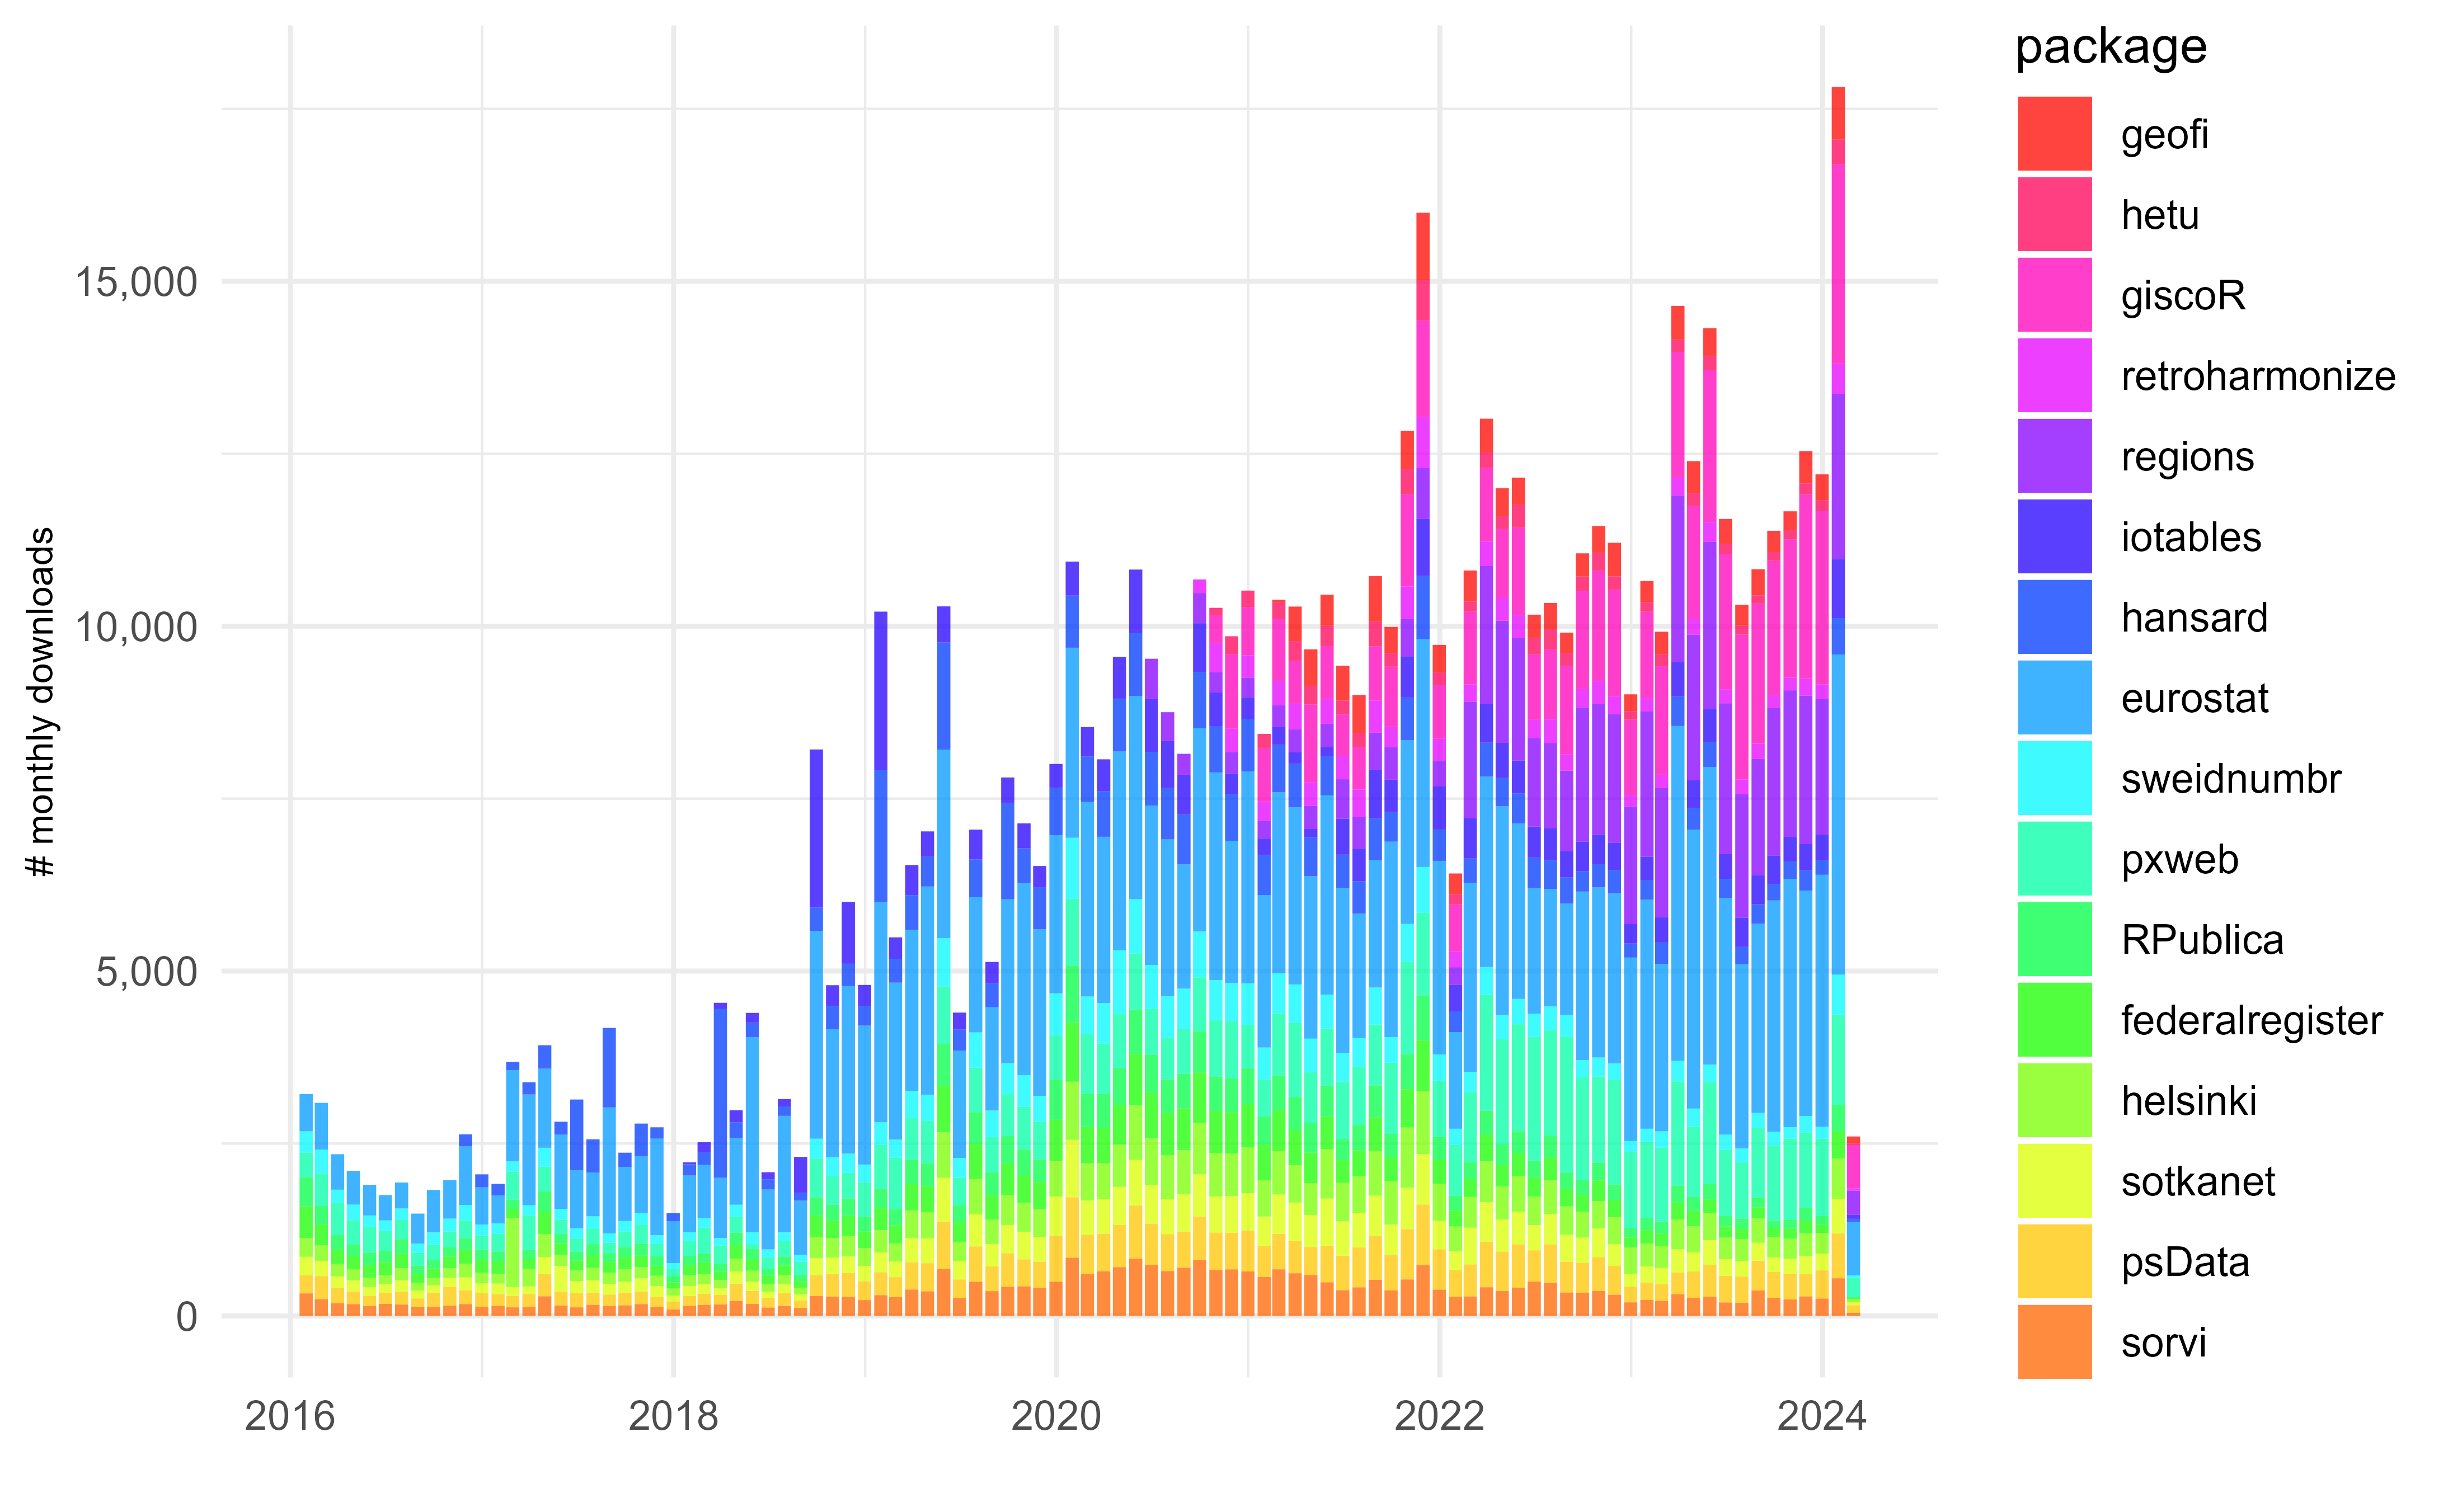 # monthly downloads
15,000
10,000
5,000
0
2016
2018
2020
2022
2024
package
geofi
hetu
giscoR
retroharmonize
regions
iotables
hansard
eurostat
sweidnumbr
pxweb
RPublica
federalregister
helsinki
sotkanet
psData
sorvi